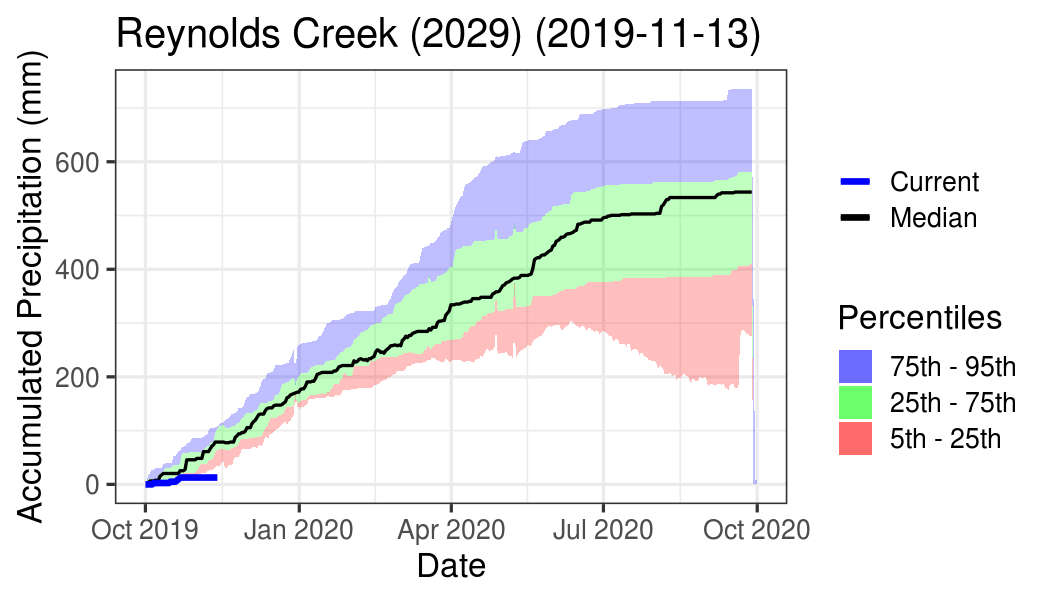 Reynolds Creek (2029) (2019-11-13)
Accumulated Precipitation (mm)
600
400
200
0
Oct 2019
Jan 2020
Apr 2020
Jul 2020
Oct 2020
Date
Current
Median
Percentiles
75th - 95th
25th - 75th
5th - 25th